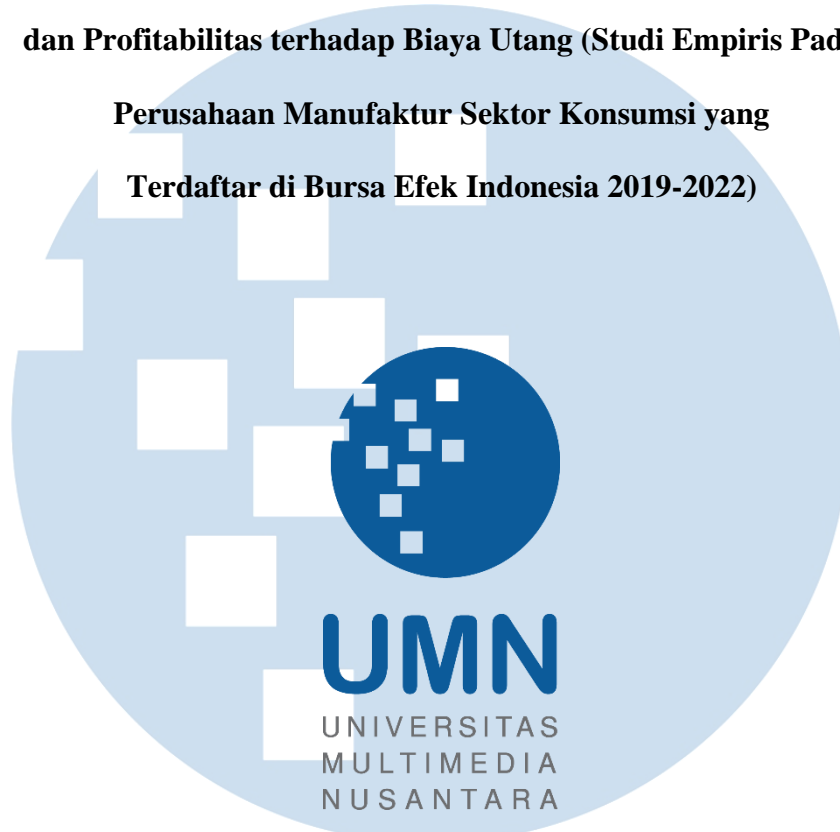 dan Profitabilitas terhadap Biaya Utang (Studi Empiris Pad
Perusahaan Manufaktur Sektor Konsumsi yang
Terdaftar di Bursa Efek Indonesia 2019-2022)
UMN
UNIVERSITAS
MULTIMEDIA
NUSANTARA